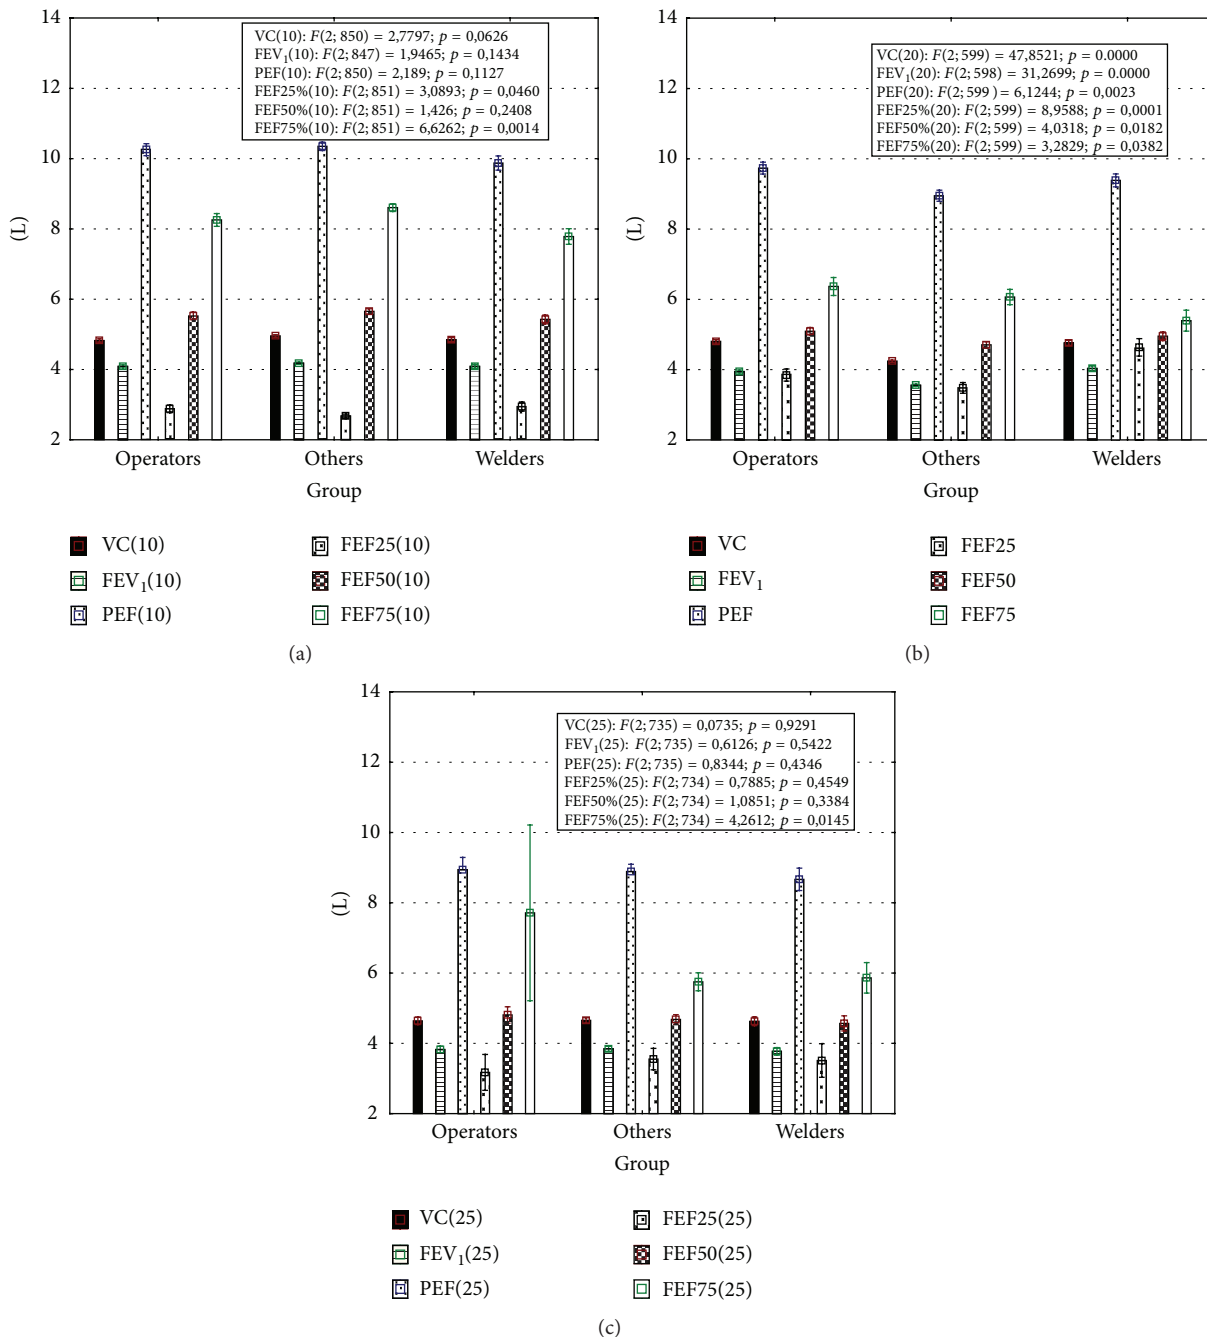 14
12
10
8
6
4
2
(L)
VC(10): F(2; 850) = 2,7797; p = 0,0626
FEV1(10): F(2; 847) = 1,9465; p = 0,1434
PEF(10): F(2; 850) = 2,189; p = 0,1127
FEF25%(10): F(2; 851) = 3,0893; p = 0,0460
FEF50%(10): F(2; 851) = 1,426; p = 0,2408
FEF75%(10): F(2; 851) = 6,6262; p = 0,0014
Operators Others Welders
Group
VC(10) FEF25(10)
FEV1(10) FEF50(10)
PEF(10) FEF75(10)
(a)
14
12
10
8
6
4
2
(L)
VC(20): F(2; 599) = 47,8521; p = 0.0000
FEV1(20): F(2; 598) = 31,2699; p = 0.0000
PEF(20): F(2; 599) = 6,1244; p = 0,0023
FEF25%(20): F(2; 599) = 8,9588; p = 0,0001
FEF50%(20): F(2; 599) = 4,0318; p = 0,0182
FEF75%(20): F(2; 599) = 3,2829; p = 0,0382
Operators Others Welders
Group
VC FEF25
FEV1 FEF50
PEF FEF75
(b)
14
12
10
8
6
4
2
(L)
VC(25): F(2; 735) = 0,0735; p = 0,9291
FEV1(25): F(2; 735) = 0,6126; p = 0,5422
PEF(25): F(2; 735) = 0,8344; p = 0,4346
FEF25%(25): F(2; 734) = 0,7885; p = 0,4549
FEF50%(25): F(2; 734) = 1,0851; p = 0,3384
FEF75%(25): F(2; 734) = 4,2612; p = 0,0145
Operators Others Welders
Group
VC(25) FEF25(25)
FEV1(25) FEF50(25)
PEF(25) FEF75(25)
(c)